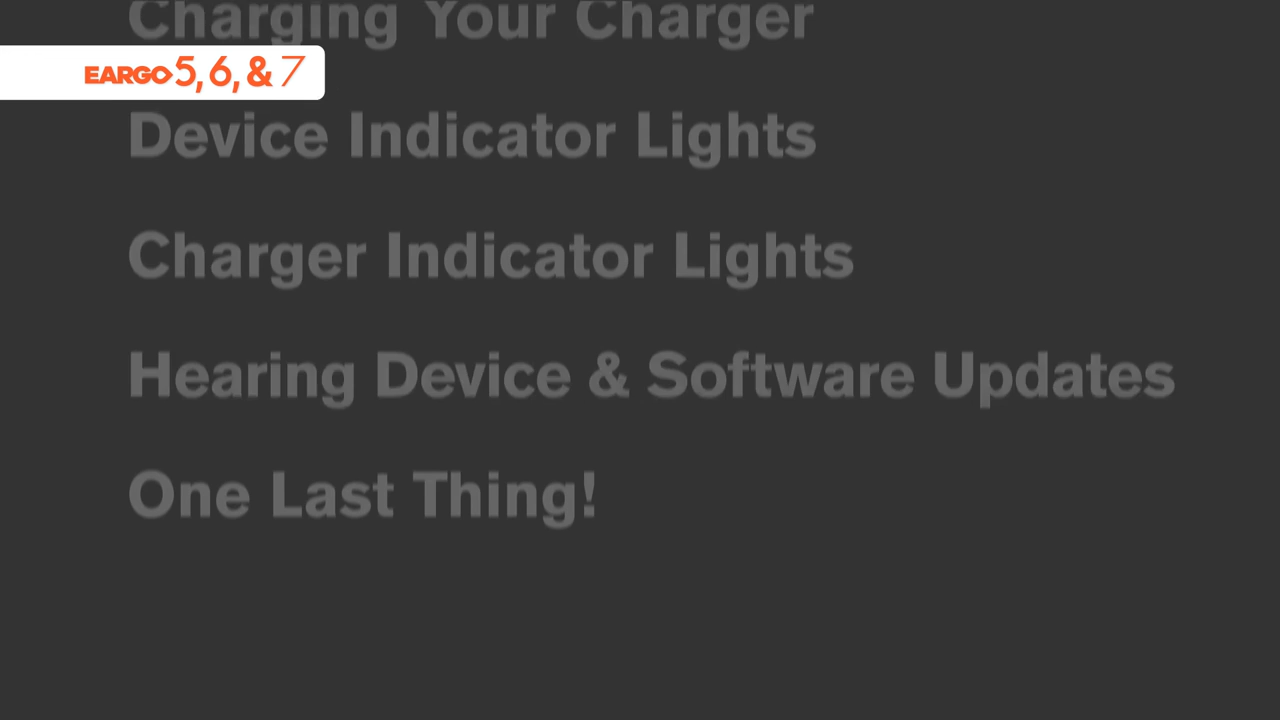 Charging Your Charger
EARGO 5, 6, & 7
Device Indicator Lights
Charger Indicator Lights
Hearing Device & Software Updates
One Last Thing!